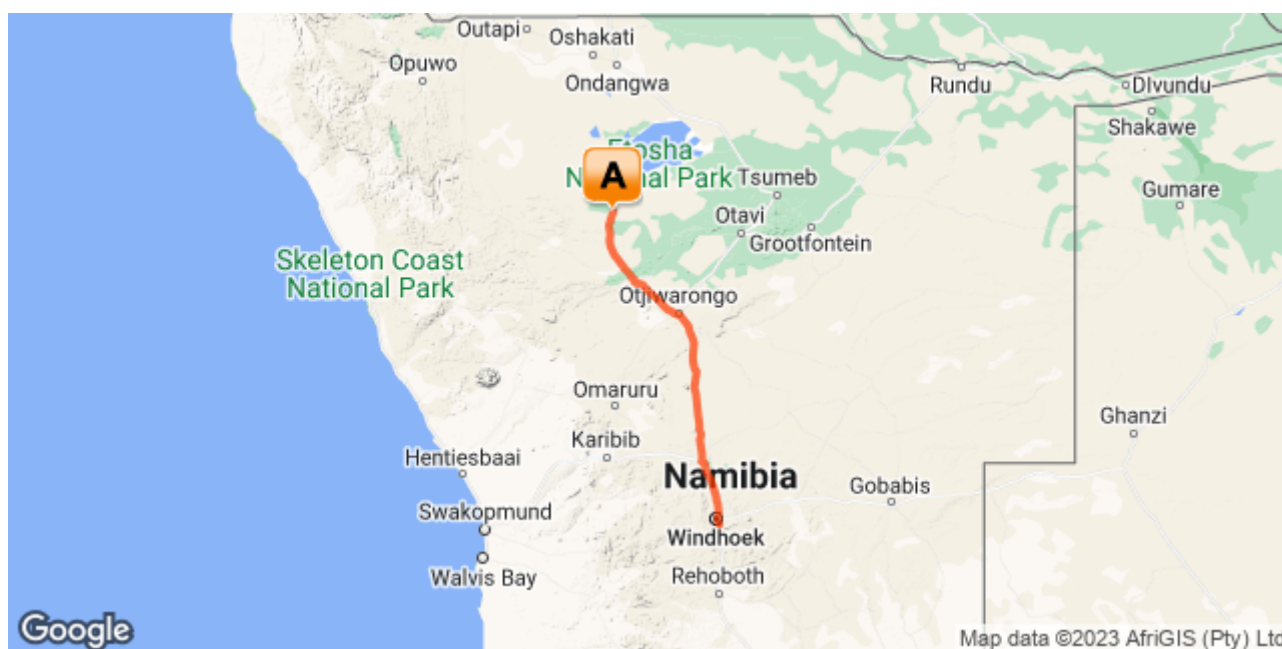 Outapi
Oshakati
Opuwo
Ondangwa
Rundu
DIvundu
Shakawe
Etosha
National Park
A
Tsumeb
Gumare
Otavi
Grootfontein
Skeleton Coast
National Park
Otjiwarongo
Omaruru
Ghanzi
Karibib
Hentiesbaai
Namibia
Gobabis
Swakopmund
Windhoek
Walvis Bay
Rehoboth
Google
Map data ©2023 AfriGIS (Pty) Ltd